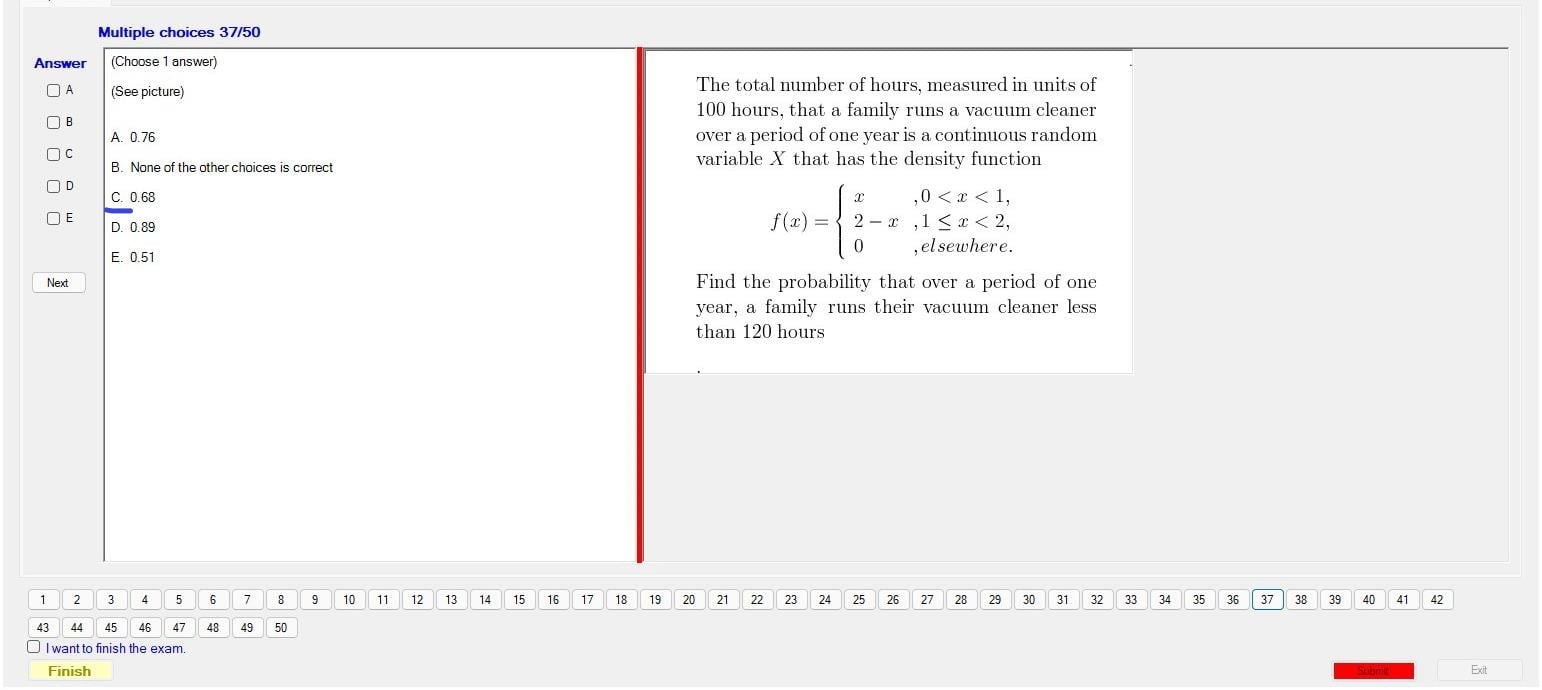 Multiple choices 37/50
Answer
A
B
C
D
E
Next
(Choose 1 answer)
(See picture)
A. 0.76
B. None of the other choices is correct
C. 0.68
D. 0.89
E. 0.51
The total number of hours, measured in units of
100 hours, that a family runs a vacuum cleaner
over a period of one year is a continuous random
variable X that has the density function
f(x) = { x , 0 < x < 1,
2 − x , 1 ≤ x < 2,
0 , elsewhere.
Find the probability that over a period of one
year, a family runs their vacuum cleaner less
than 120 hours
1 2 3 4 5 6 7 8 9 10 11 12 13 14 15 16 17 18 19 20 21 22 23 24 25 26 27 28 29 30 31 32 33 34 35 36 37 38 39 40 41 42
43 44 45 46 47 48 49 50
I want to finish the exam.
Finish
Submit
Exit